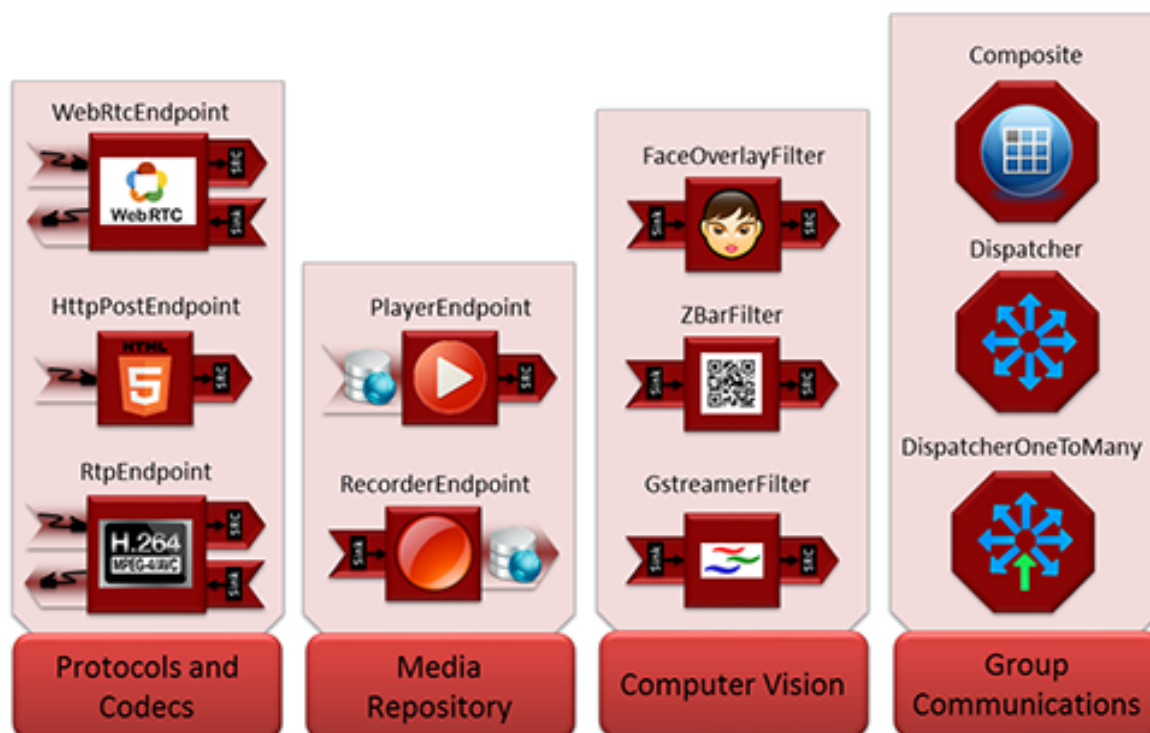 WebRtcEndpoint
SRC
WebRTC
Sink
HttpPostEndpoint
HTML
5
SRC
RtpEndpoint
SRC
H.264
MPEG-4/AVC
Sink
Protocols and
Codecs
PlayerEndpoint
SRC
RecorderEndpoint
Sink
Media
Repository
FaceOverlayFilter
Sink
SRC
ZBarFilter
Sink
SRC
GstreamerFilter
Sink
SRC
Computer Vision
Composite
Dispatcher
DispatcherOneToMany
Group
Communications